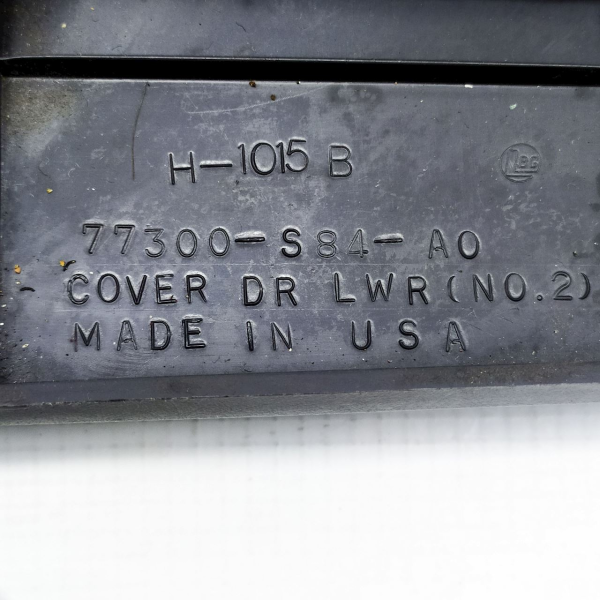 H-1015 B
77300-S84-A0
COVER DR LWR (NO.2)
MADE IN USA